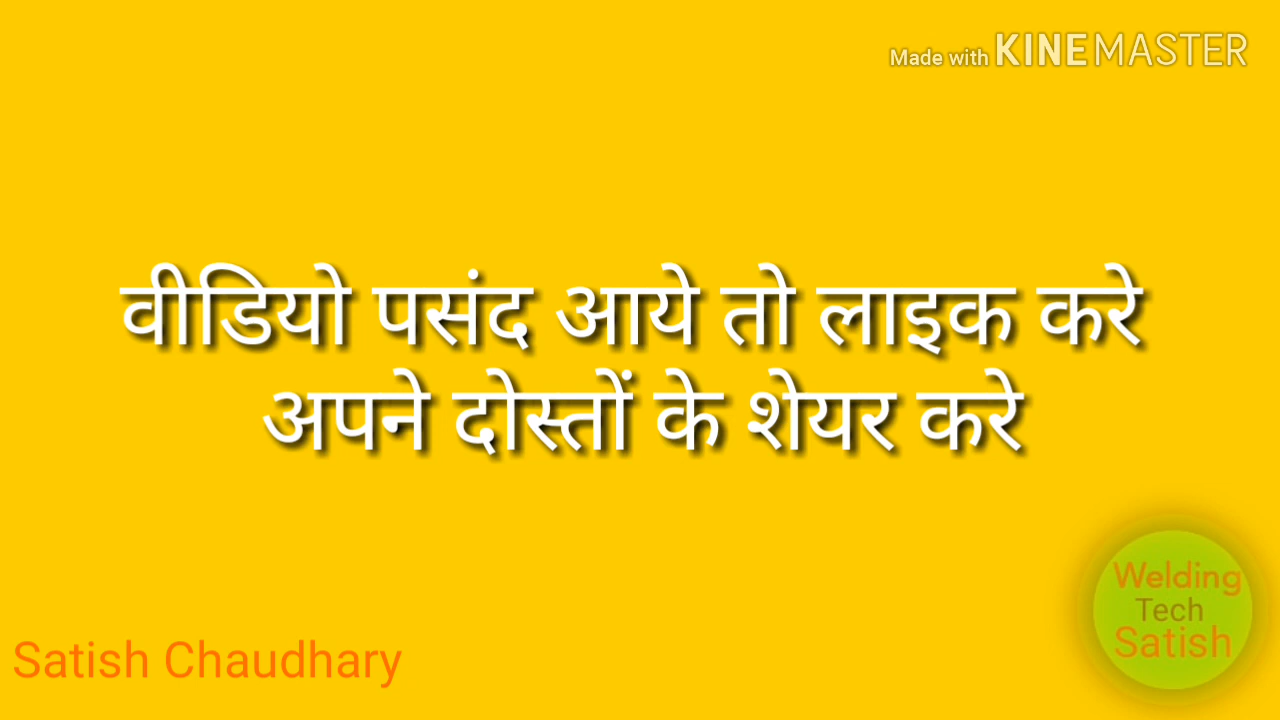 Made with KINEMASTER
वीडियो पसंद आये तो लाइक करे
अपने दोस्तों के शेयर करे
Welding
Tech
Satish
Satish Chaudhary